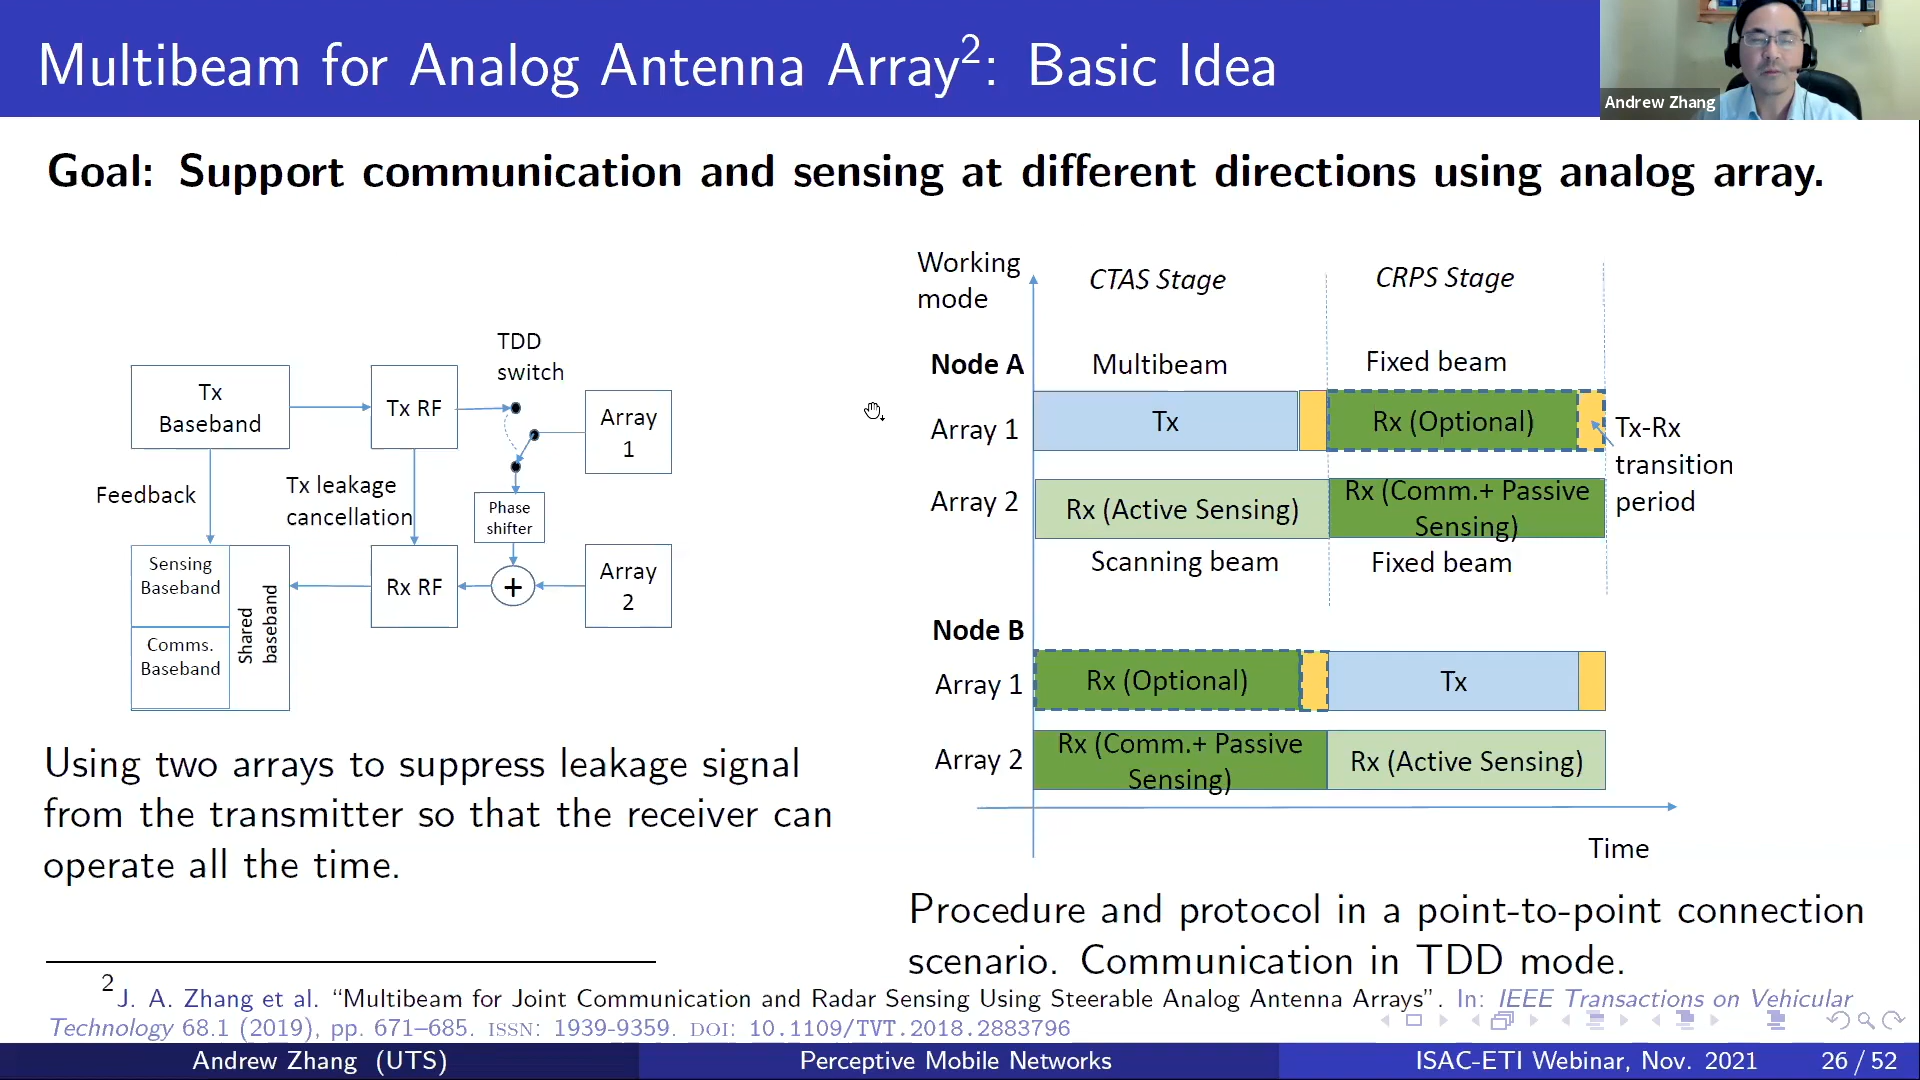 Multibeam for Analog Antenna Array²: Basic Idea
Andrew Zhang
Goal: Support communication and sensing at different directions using analog array.
Tx
Baseband
Tx RF
TDD
switch
Array
1
Feedback
Tx leakage
cancellation
Phase
shifter
Sensing
Baseband
Comms.
Baseband
Shared
baseband
Rx RF
+
Array
2
Using two arrays to suppress leakage signal
from the transmitter so that the receiver can
operate all the time.
Working
mode
CTAS Stage
CRPS Stage
Node A
Multibeam
Fixed beam
Array 1
Tx
Rx (Optional)
Tx-Rx
transition
period
Array 2
Rx (Active Sensing)
Rx (Comm.+ Passive
Sensing)
Scanning beam
Fixed beam
Node B
Array 1
Rx (Optional)
Tx
Array 2
Rx (Comm.+ Passive
Sensing)
Rx (Active Sensing)
Time
Procedure and protocol in a point-to-point connection
scenario. Communication in TDD mode.
²J. A. Zhang et al. “Multibeam for Joint Communication and Radar Sensing Using Steerable Analog Antenna Arrays”. In: IEEE Transactions on Vehicular
Technology 68.1 (2019), pp. 671–685. ISSN: 1939-9359. DOI: 10.1109/TVT.2018.2883796
Andrew Zhang (UTS)
Perceptive Mobile Networks
ISAC-ETI Webinar, Nov. 2021
26 / 52